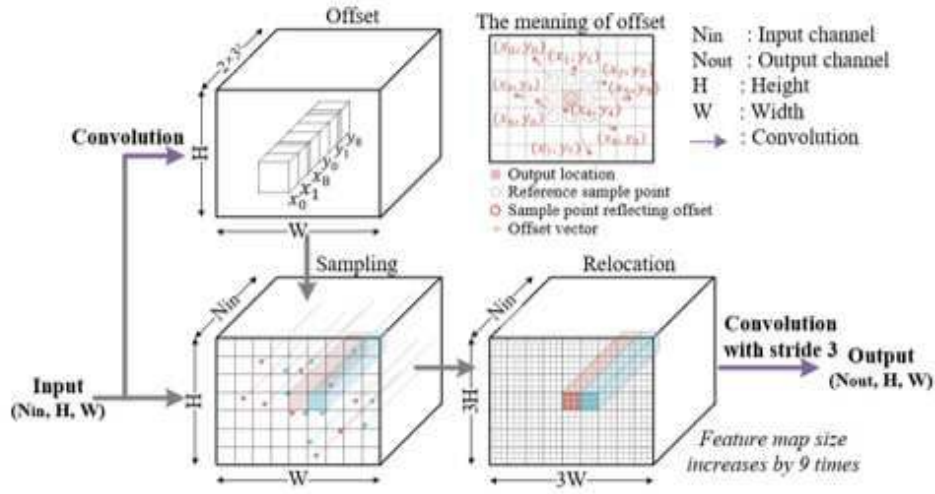 Offset
The meaning of offset
Nin : Input channel
Nout : Output channel
H : Height
W : Width
: Convolution
Convolution
H
x₀ x₁ x₈ y₀ y₁ y₈
W
Output location
Reference sample point
Sample point reflecting offset
Offset vector
Sampling
Relocation
Nin
Nin
Convolution
with stride 3
Input
(Nin, H, W)
Output
(Nout, H, W)
H
3H
W
3W
Feature map size
increases by 9 times